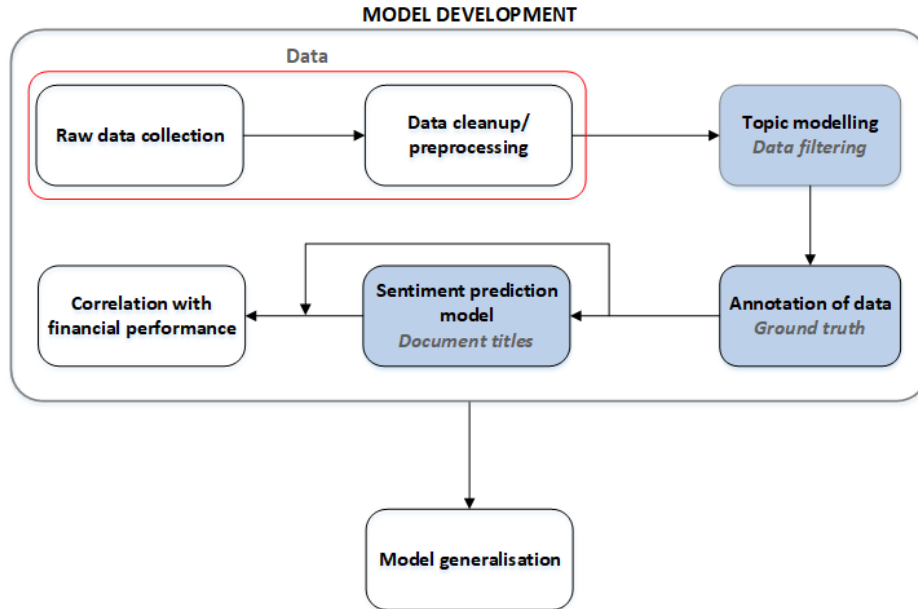 MODEL DEVELOPMENT
Data
Raw data collection
Data cleanup/
preprocessing
Topic modelling
Data filtering
Correlation with
financial performance
Sentiment prediction
model
Document titles
Annotation of data
Ground truth
Model generalisation